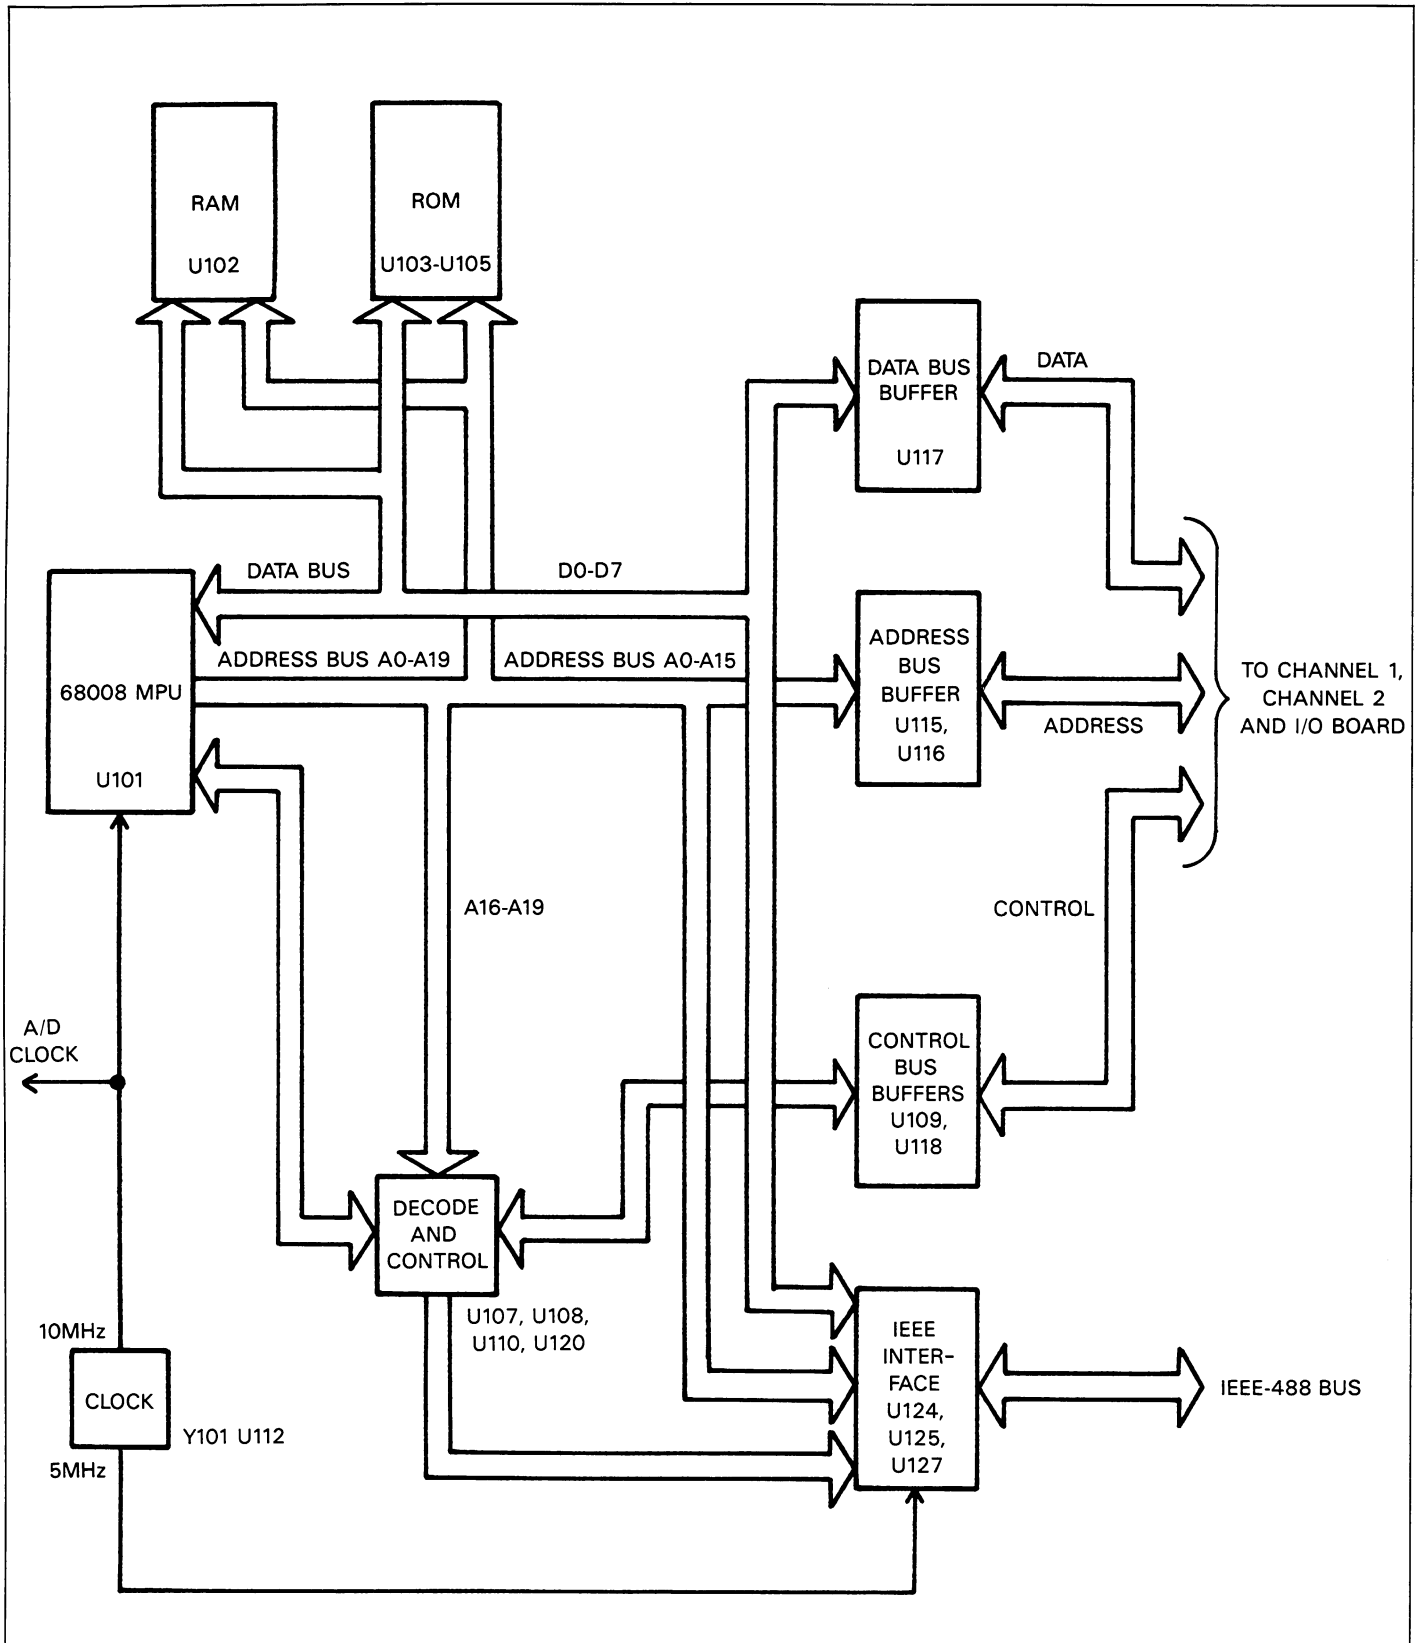 RAM
U102
ROM
U103-U105
DATA BUS
BUFFER
U117
DATA
DATA BUS
D0-D7
68008 MPU
U101
ADDRESS BUS A0-A19
ADDRESS BUS A0-A15
ADDRESS
BUS
BUFFER
U115,
U116
ADDRESS
TO CHANNEL 1,
CHANNEL 2
AND I/O BOARD
A16-A19
CONTROL
A/D
CLOCK
CONTROL
BUS
BUFFERS
U109,
U118
DECODE
AND
CONTROL
U107, U108,
U110, U120
10MHz
CLOCK
Y101 U112
5MHz
IEEE
INTER-
FACE
U124,
U125,
U127
IEEE-488 BUS